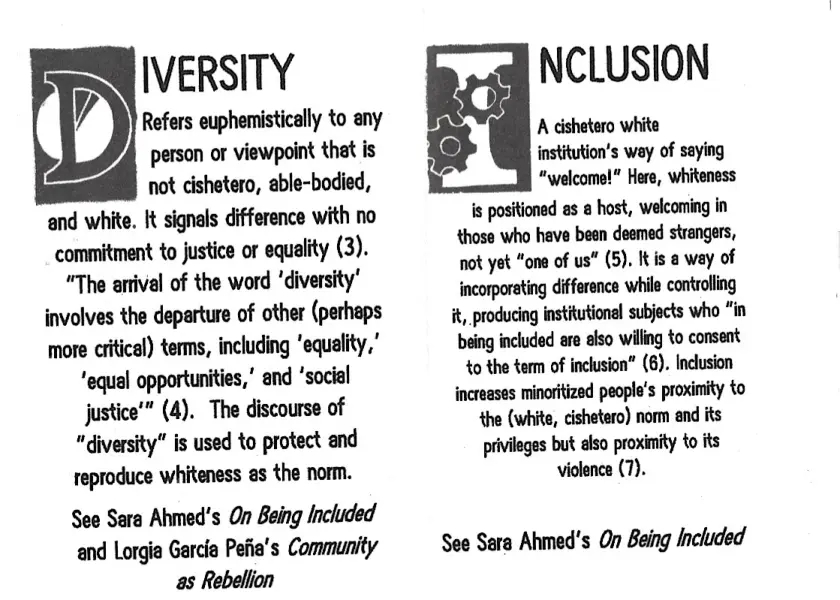 DIVERSITY
Refers euphemistically to any
person or viewpoint that is
not cishetero, able-bodied,
and white. It signals difference with no
commitment to justice or equality (3).
"The arrival of the word 'diversity'
involves the departure of other (perhaps
more critical) terms, including 'equality,'
'equal opportunities,' and 'social
justice'" (4). The discourse of
"diversity" is used to protect and
reproduce whiteness as the norm.
See Sara Ahmed's On Being Included
and Lorgia García Peña's Community
as Rebellion
INCLUSION
A cishetero white
institution's way of saying
"welcome!" Here, whiteness
is positioned as a host, welcoming in
those who have been deemed strangers,
not yet "one of us" (5). It is a way of
incorporating difference while controlling
it, producing institutional subjects who "in
being included are also willing to consent
to the term of inclusion" (6). Inclusion
increases minoritized people's proximity to
the (white, cishetero) norm and its
privileges but also proximity to its
violence (7).
See Sara Ahmed's On Being Included